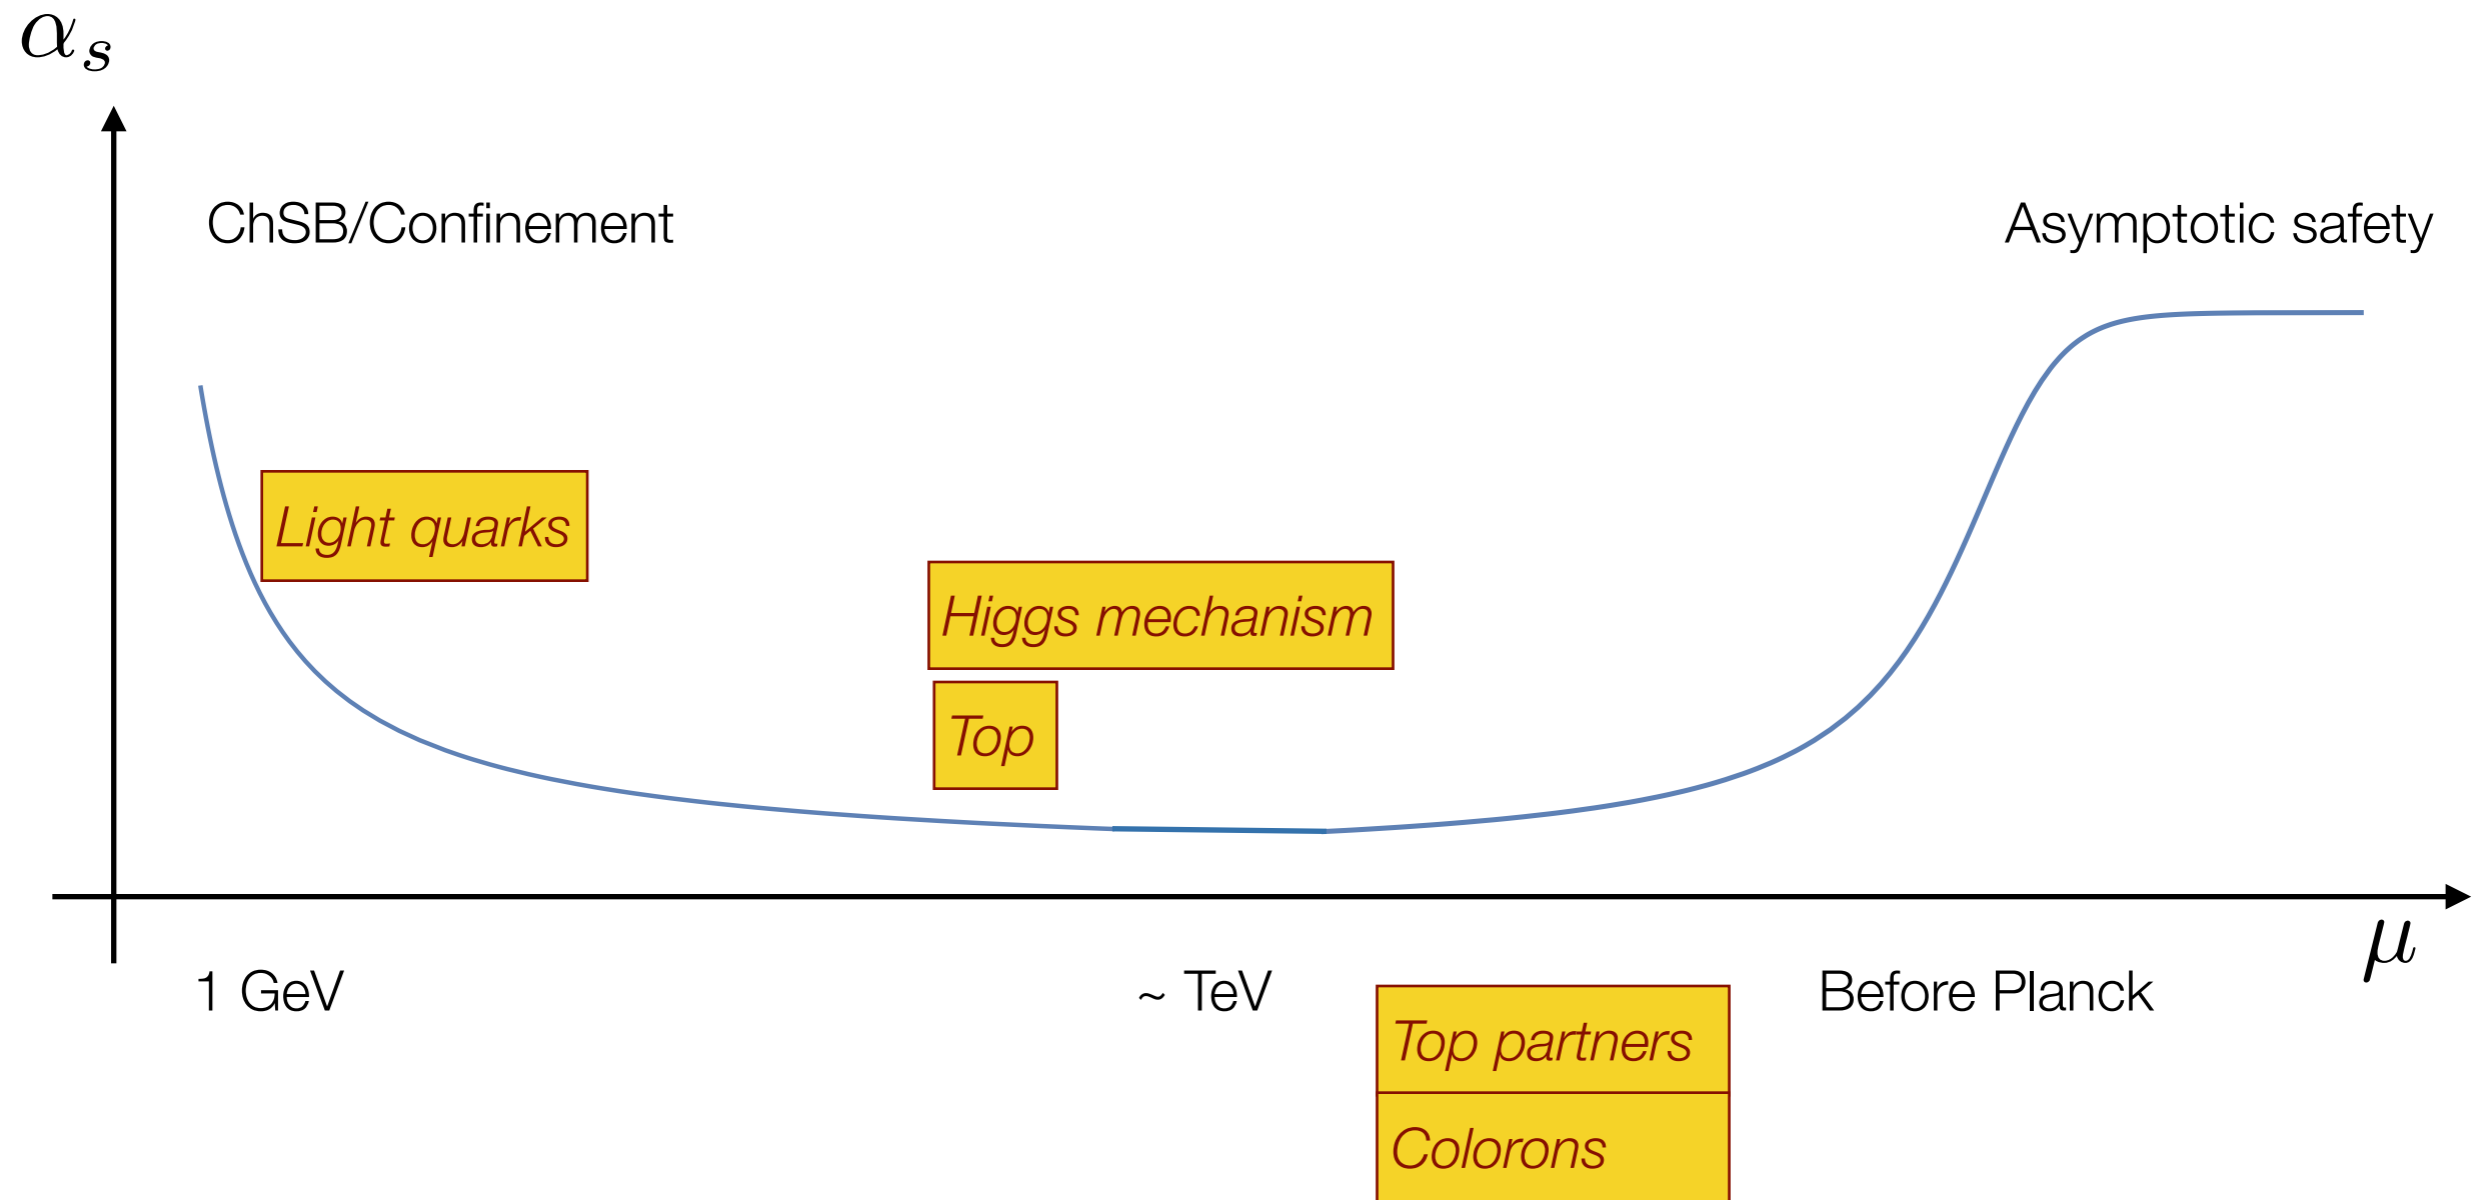 αₛ
ChSB/Confinement
Asymptotic safety
Light quarks
Higgs mechanism
Top
μ
1 GeV
~ TeV
Before Planck
Top partners
Colorons